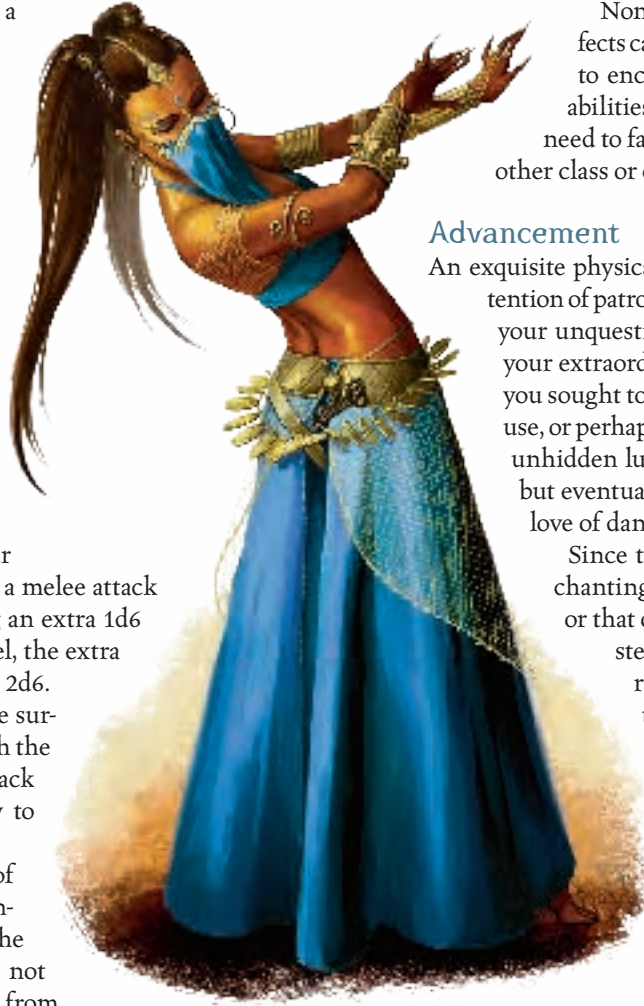 a
r
a melee attack
an extra 1d6
el, the extra
2d6.
e sur-
h the
ack
to
of
n-
he
not
from
Non
fects ca
to enc
abilities
need to fa
other class or
Advancement
An exquisite physica
tention of patro
your unquesti
your extraord
you sought to
use, or perhap
unhidden lu
but eventua
love of dan
Since t
chanting
or that
ste
r